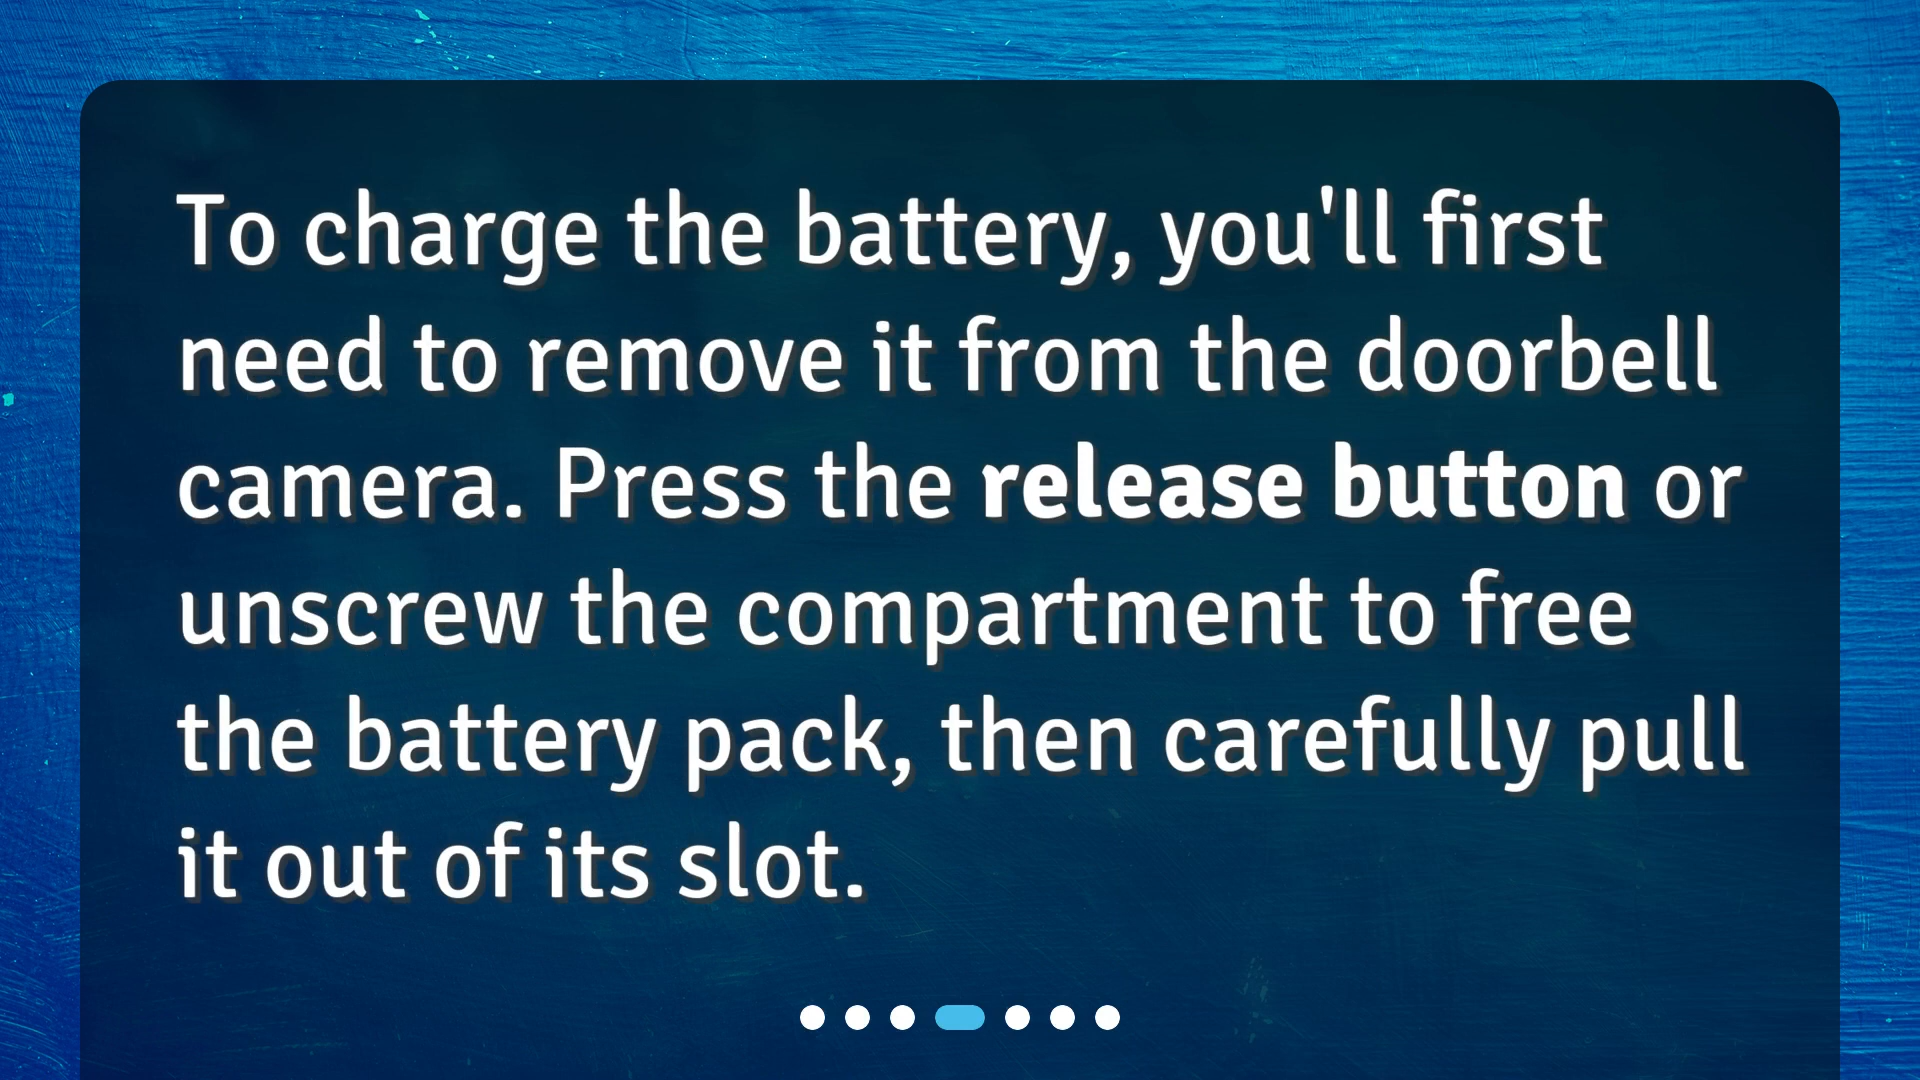 To charge the battery, you'll first
need to remove it from the doorbell
camera. Press the release button or
unscrew the compartment to free
the battery pack, then carefully pull
it out of its slot.